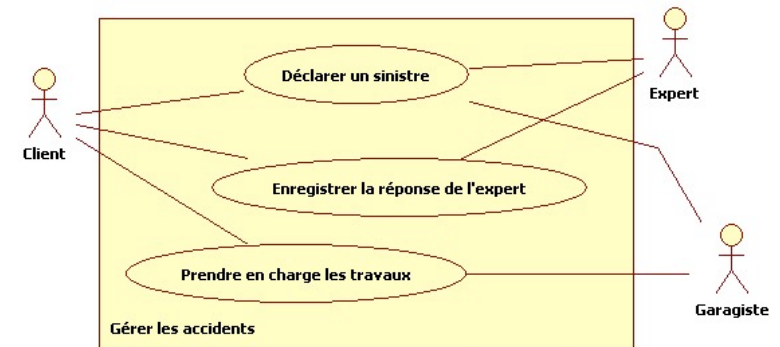 Déclarer un sinistre
Expert
Client
Enregistrer la réponse de l'expert
Prendre en charge les travaux
Garagiste
Gérer les accidents